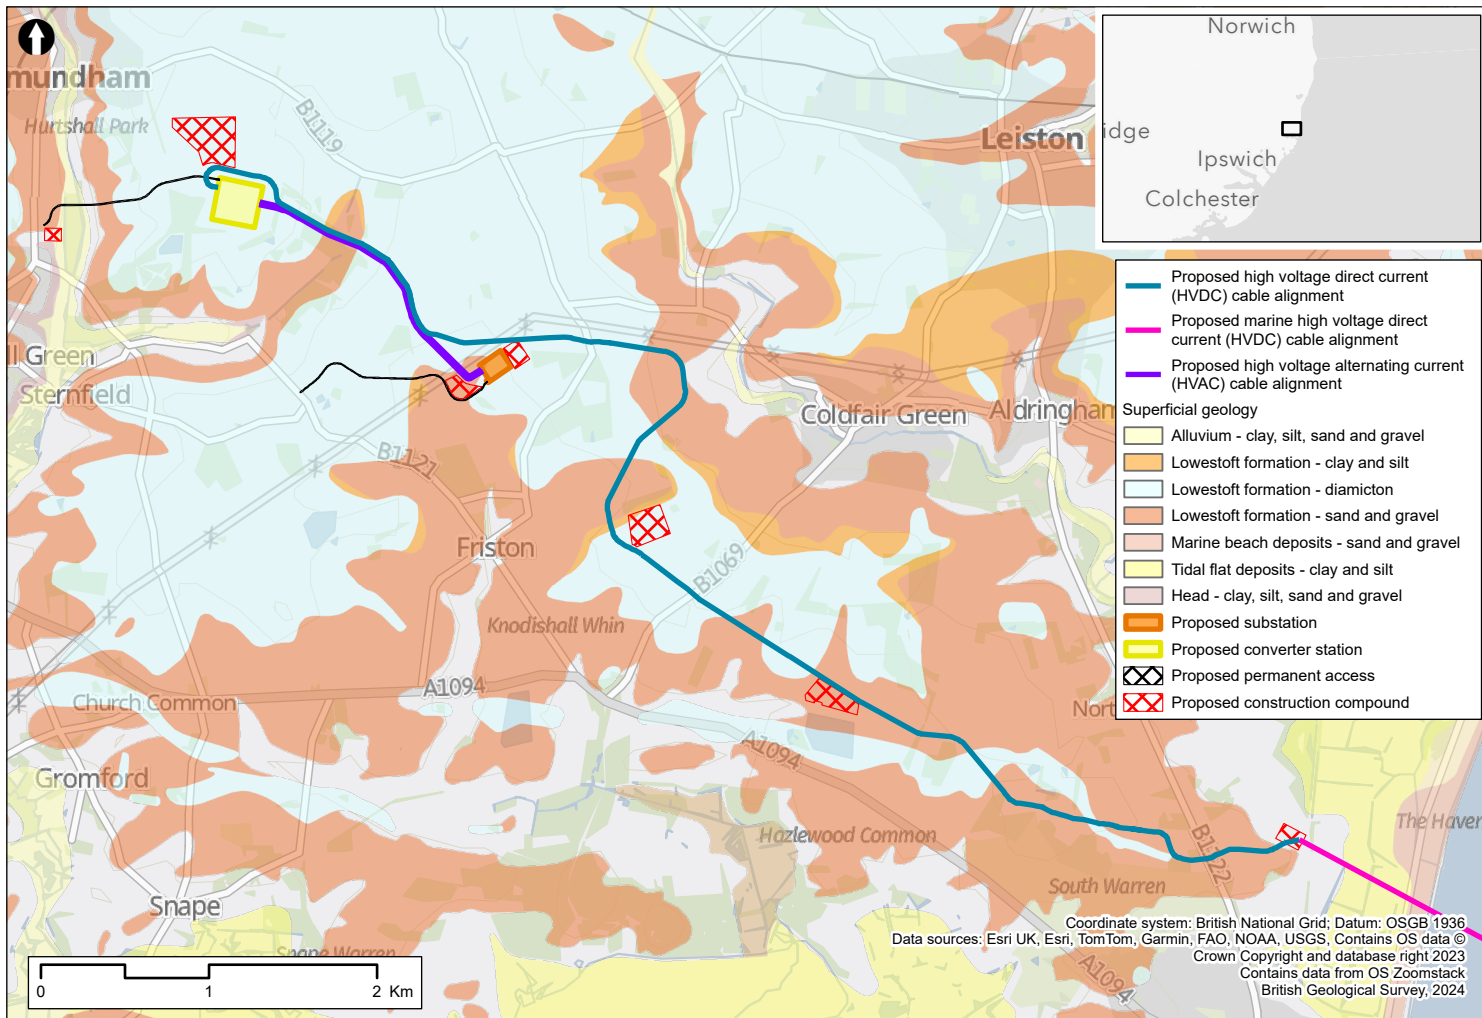 mundham
Hurtshall Park
B1119
Leiston
Norwich
idge
Ipswich
Colchester
ll Green
Sternfield
B1121
Coldfair Green
Aldringham
Friston
B1069
Knodishall Whin
A1094
Church Common
Gromford
A1094
Nort
Hazlewood Common
B1122
The Haven
South Warren
Snape
Snape Warren
A1094
Proposed high voltage direct current
(HVDC) cable alignment
Proposed marine high voltage direct
current (HVDC) cable alignment
Proposed high voltage alternating current
(HVAC) cable alignment
Superficial geology
Alluvium - clay, silt, sand and gravel
Lowestoft formation - clay and silt
Lowestoft formation - diamicton
Lowestoft formation - sand and gravel
Marine beach deposits - sand and gravel
Tidal flat deposits - clay and silt
Head - clay, silt, sand and gravel
Proposed substation
Proposed converter station
Proposed permanent access
Proposed construction compound
Coordinate system: British National Grid; Datum: OSGB 1936
Data sources: Esri UK, Esri, TomTom, Garmin, FAO, NOAA, USGS, Contains OS data ©
Crown Copyright and database right 2023
Contains data from OS Zoomstack
British Geological Survey, 2024
0 1 2 Km